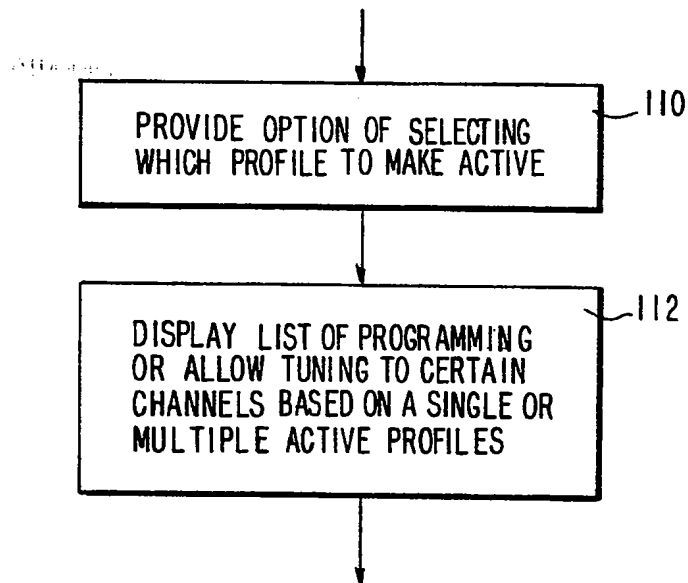 PROVIDE OPTION OF SELECTING
WHICH PROFILE TO MAKE ACTIVE
110
DISPLAY LIST OF PROGRAMMING
OR ALLOW TUNING TO CERTAIN
CHANNELS BASED ON A SINGLE OR
MULTIPLE ACTIVE PROFILES
112